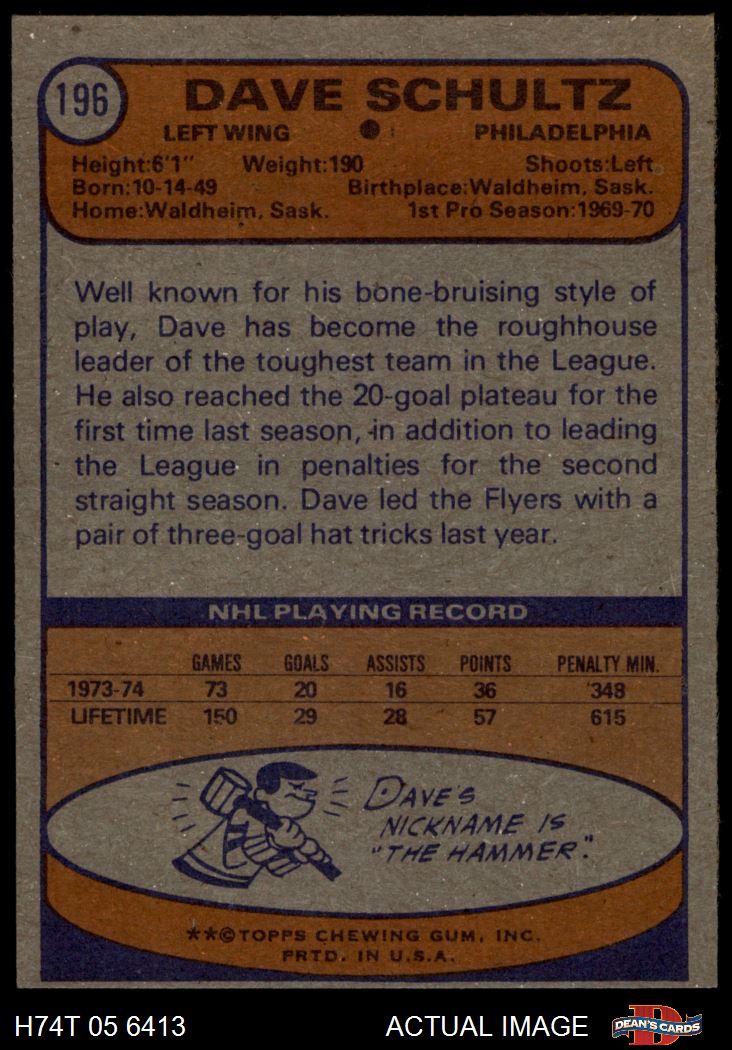 196
DAVE SCHULTZ
LEFT WING ● PHILADELPHIA
Height:6'1" Weight:190 Shoots:Left
Born:10-14-49 Birthplace:Waldheim, Sask.
Home:Waldheim, Sask. 1st Pro Season:1969-70
Well known for his bone-bruising style of
play, Dave has become the roughhouse
leader of the toughest team in the League.
He also reached the 20-goal plateau for the
first time last season, in addition to leading
the League in penalties for the second
straight season. Dave led the Flyers with a
pair of three-goal hat tricks last year.
NHL PLAYING RECORD
GAMES GOALS ASSISTS POINTS PENALTY MIN.
1973-74 73 20 16 36 348
LIFETIME 150 29 28 57 615
DAVE'S
NICKNAME IS
"THE HAMMER."
**©TOPPS CHEWING GUM, INC.
PRTD. IN U.S.A.
H74T 05 6413 ACTUAL IMAGE DEAN'S CARDS